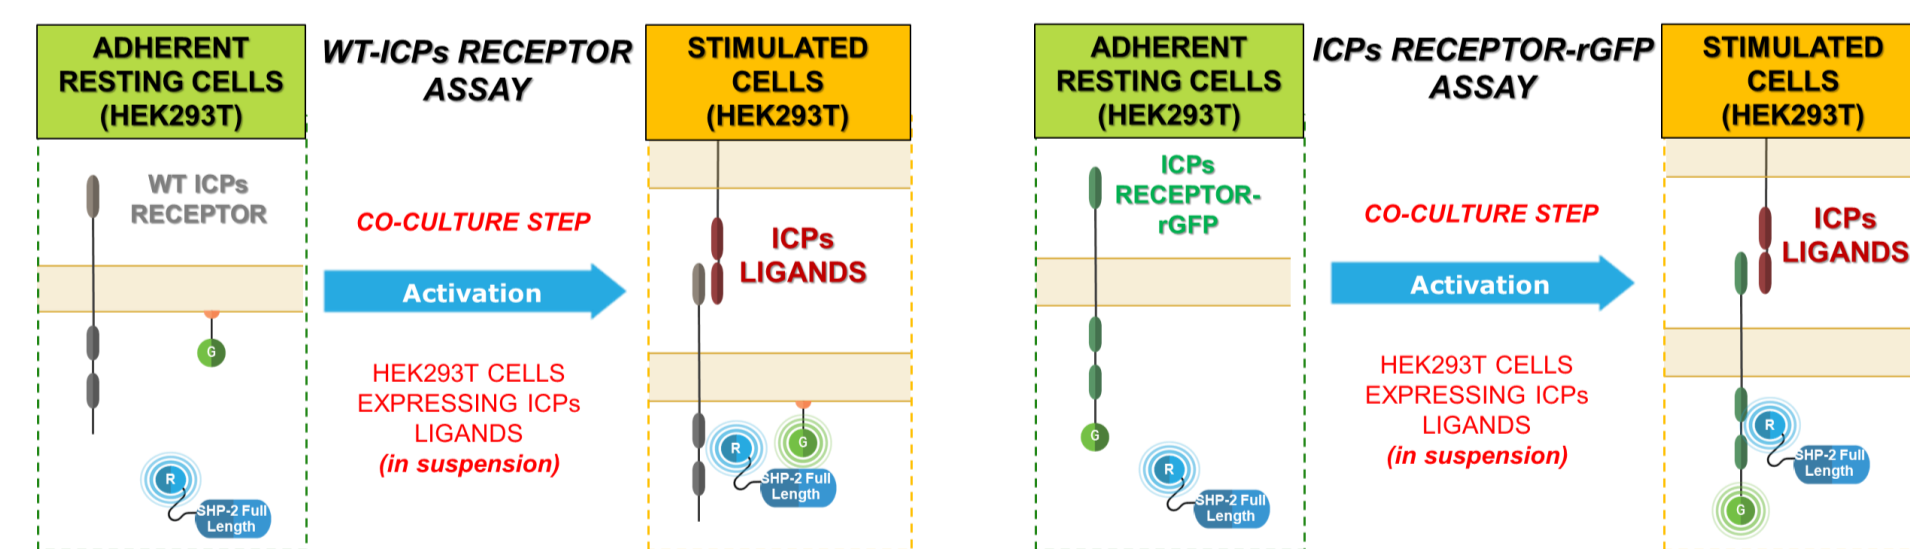 ADHERENT
RESTING CELLS
(HEK293T)
WT-ICPs RECEPTOR
ASSAY
STIMULATED
CELLS
(HEK293T)
WT ICPs
RECEPTOR
CO-CULTURE STEP
Activation
HEK293T CELLS
EXPRESSING ICPs
LIGANDS
(in suspension)
ICPs
LIGANDS
G
R
SHP-2 Full
Length
R
G
SHP-2 Full
Length
ADHERENT
RESTING CELLS
(HEK293T)
ICPs RECEPTOR-rGFP
ASSAY
STIMULATED
CELLS
(HEK293T)
ICPs
RECEPTOR-
rGFP
CO-CULTURE STEP
Activation
HEK293T CELLS
EXPRESSING ICPs
LIGANDS
(in suspension)
ICPs
LIGANDS
G
R
SHP-2 Full
Length
R
SHP-2 Full
Length
G